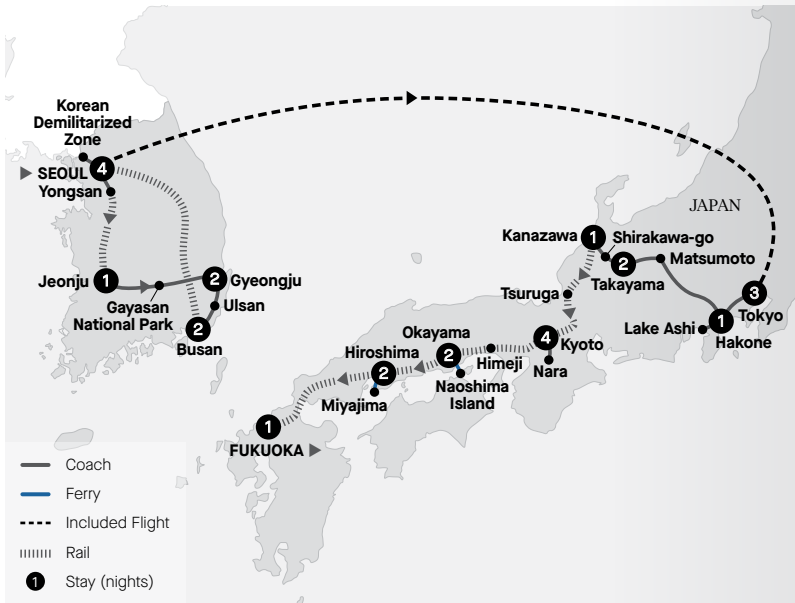 Korean
Demilitarized
Zone
SEOUL
4
Yongsan
Jeonju
1
Gayasan
National Park
2
Gyeongju
Ulsan
2
Busan
JAPAN
Kanazawa
1
Shirakawa-go
2
Takayama
Matsumoto
Tsuruga
3
Tokyo
Lake Ashi
1
Hakone
4
Kyoto
Nara
Himeji
Okayama
2
Naoshima
Island
Hiroshima
2
Miyajima
1
FUKUOKA
Coach
Ferry
Included Flight
Rail
1 Stay (nights)